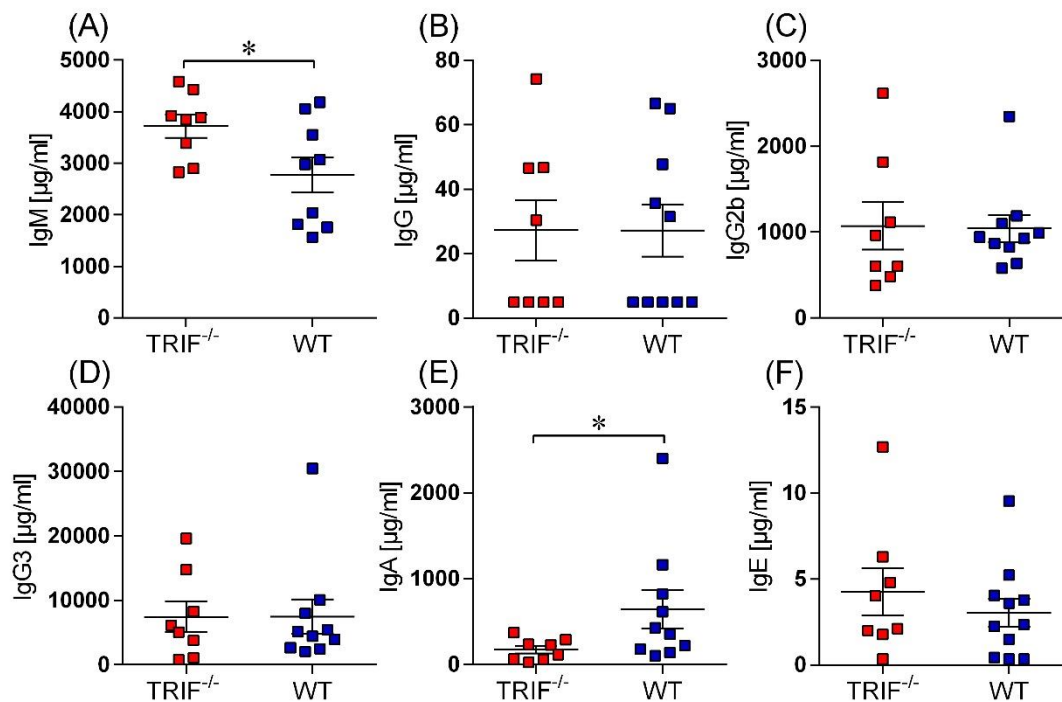 (A)
*
IgM [µg/ml]
5000
4000
3000
2000
1000
0
TRIF⁻/⁻ WT
(B)
IgG [µg/ml]
80
60
40
20
0
TRIF⁻/⁻ WT
(C)
IgG2b [µg/ml]
3000
2000
1000
0
TRIF⁻/⁻ WT
(D)
IgG3 [µg/ml]
40000
30000
20000
10000
0
TRIF⁻/⁻ WT
(E)
*
IgA [µg/ml]
3000
2000
1000
0
TRIF⁻/⁻ WT
(F)
IgE [µg/ml]
15
10
5
0
TRIF⁻/⁻ WT